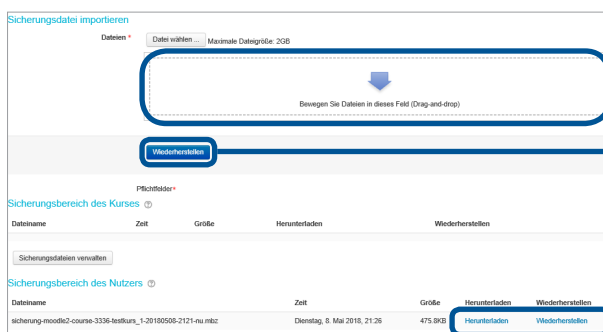 Sicherungsdatei importieren
Dateien * Datei wählen ... Maximale Dateigröße: 2GB
Bewegen Sie Dateien in dieses Feld (Drag-and-drop)
Wiederherstellen
Pflichtfelder*
Sicherungsbereich des Kurses
Dateiname Zeit Größe Herunterladen Wiederherstellen
Sicherungsdateien verwalten
Sicherungsbereich des Nutzers
Dateiname Zeit Größe Herunterladen Wiederherstellen
sicherung-moodle2-course-3336-testkurs_1-20180508-2121-nu.mbz Dienstag, 8. Mai 2018, 21:26 475.8KB Herunterladen Wiederherstellen